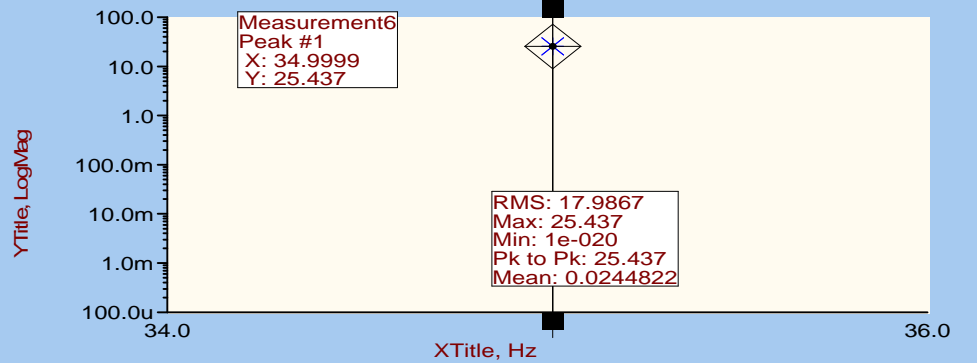 100.0
10.0
1.0
100.0m
10.0m
1.0m
100.0u
YTitle, LogMag
Measurement6
Peak #1
X: 34.9999
Y: 25.437
RMS: 17.9867
Max: 25.437
Min: 1e-020
Pk to Pk: 25.437
Mean: 0.0244822
34.0
36.0
XTitle, Hz